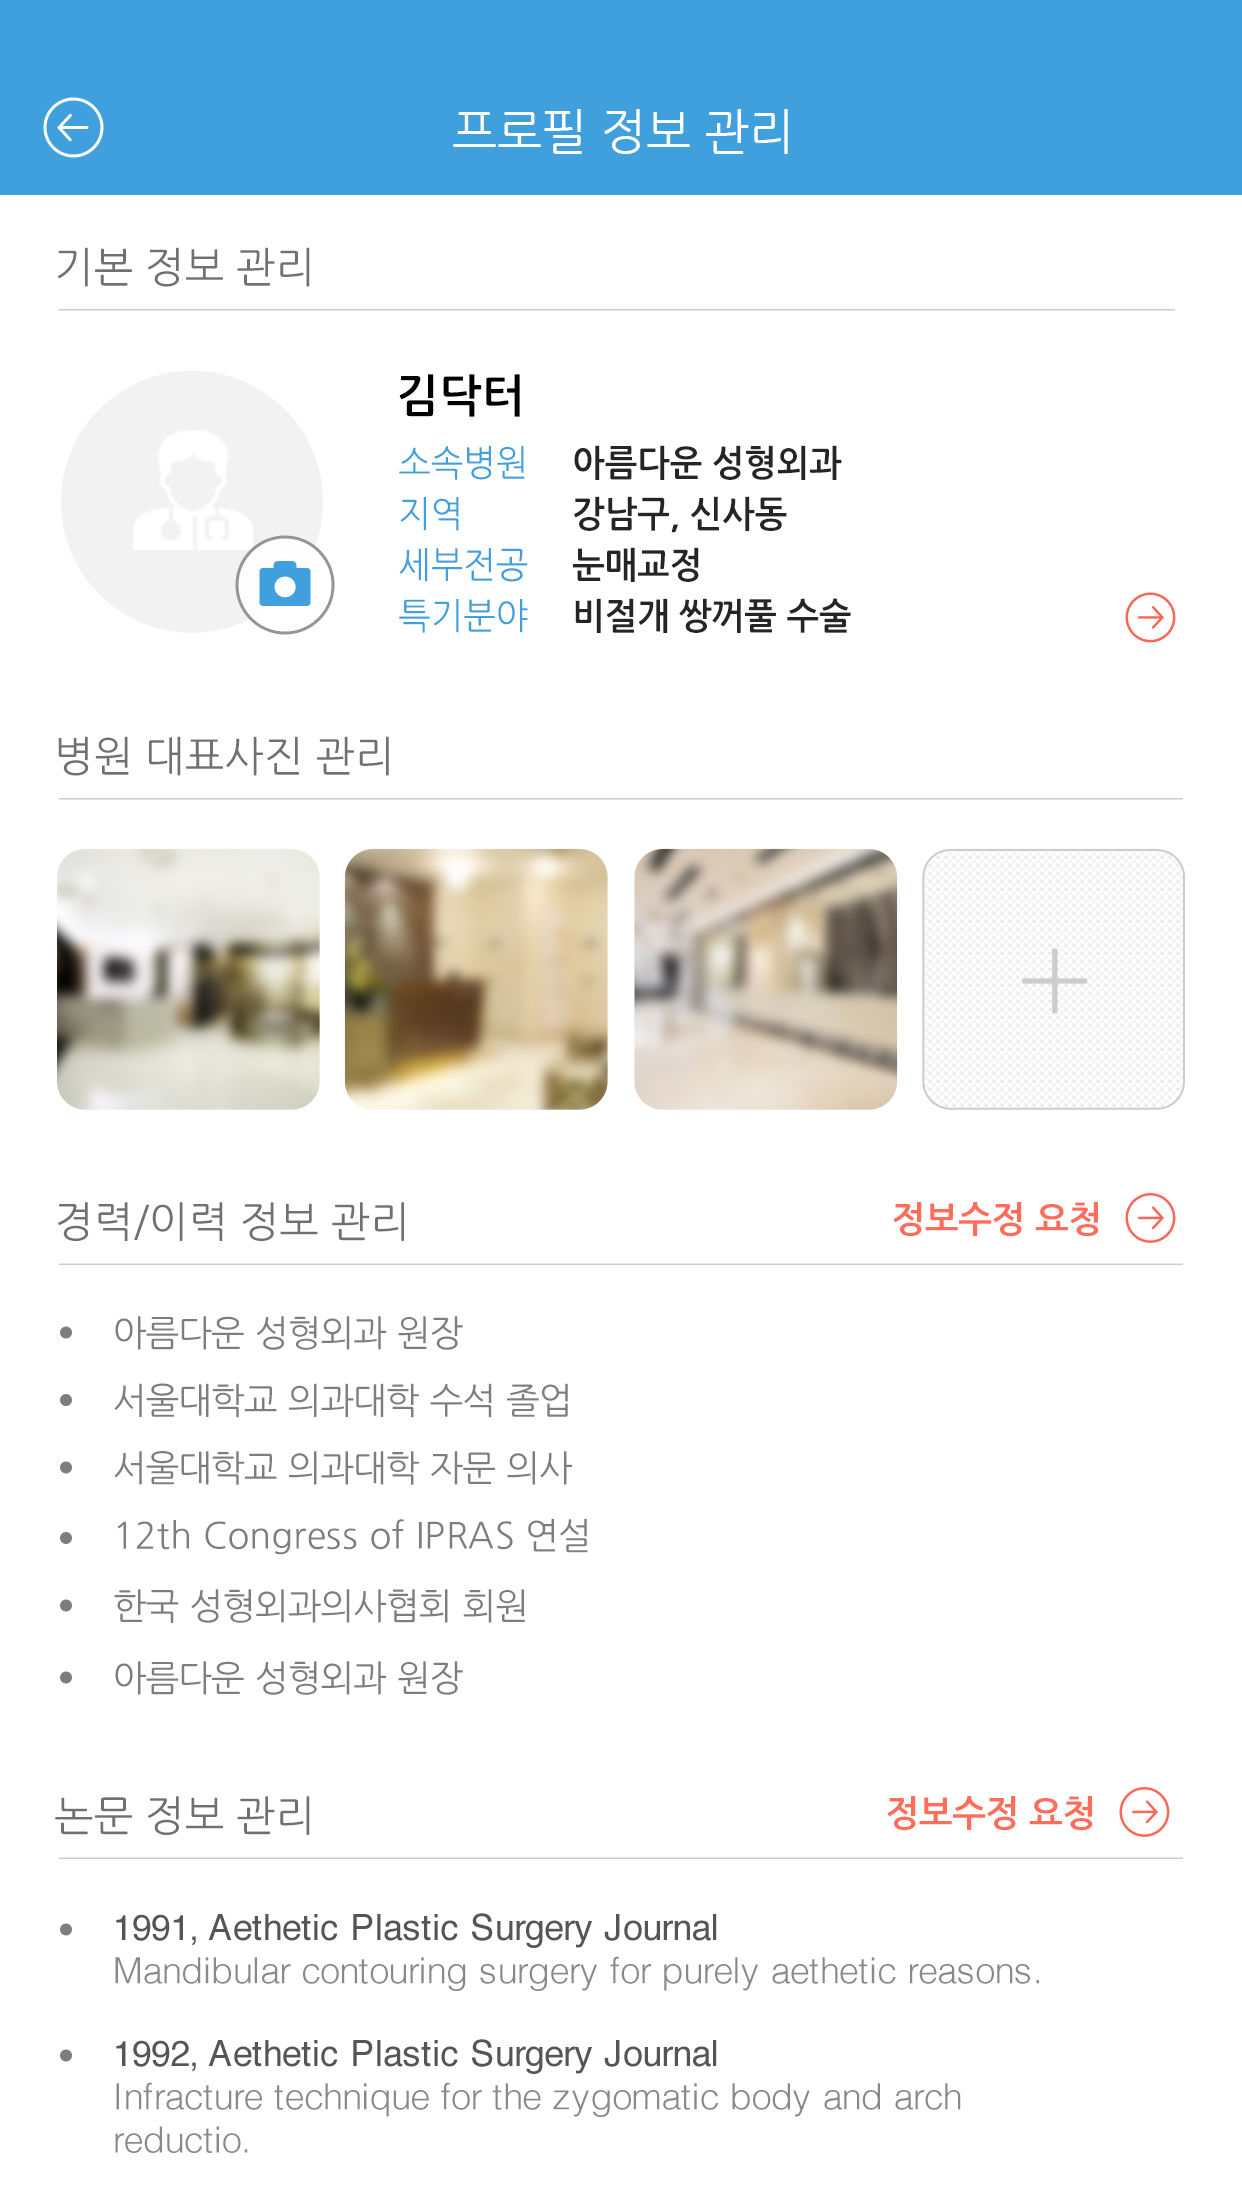 프로필 정보 관리
기본 정보 관리
김닥터
소속병원 아름다운 성형외과
지역 강남구, 신사동
세부전공 눈매교정
특기분야 비절개 쌍꺼풀 수술
병원 대표사진 관리
경력/이력 정보 관리 정보수정 요청
• 아름다운 성형외과 원장
• 서울대학교 의과대학 수석 졸업
• 서울대학교 의과대학 자문 의사
• 12th Congress of IPRAS 연설
• 한국 성형외과의사협회 회원
• 아름다운 성형외과 원장
논문 정보 관리 정보수정 요청
• 1991, Aethetic Plastic Surgery Journal
Mandibular contouring surgery for purely aethetic reasons.
• 1992, Aethetic Plastic Surgery Journal
Infracture technique for the zygomatic body and arch
reductio.